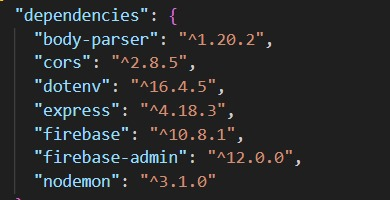 "dependencies": {
"body-parser": "^1.20.2",
"cors": "^2.8.5",
"dotenv": "^16.4.5",
"express": "^4.18.3",
"firebase": "^10.8.1",
"firebase-admin": "^12.0.0",
"nodemon": "^3.1.0"